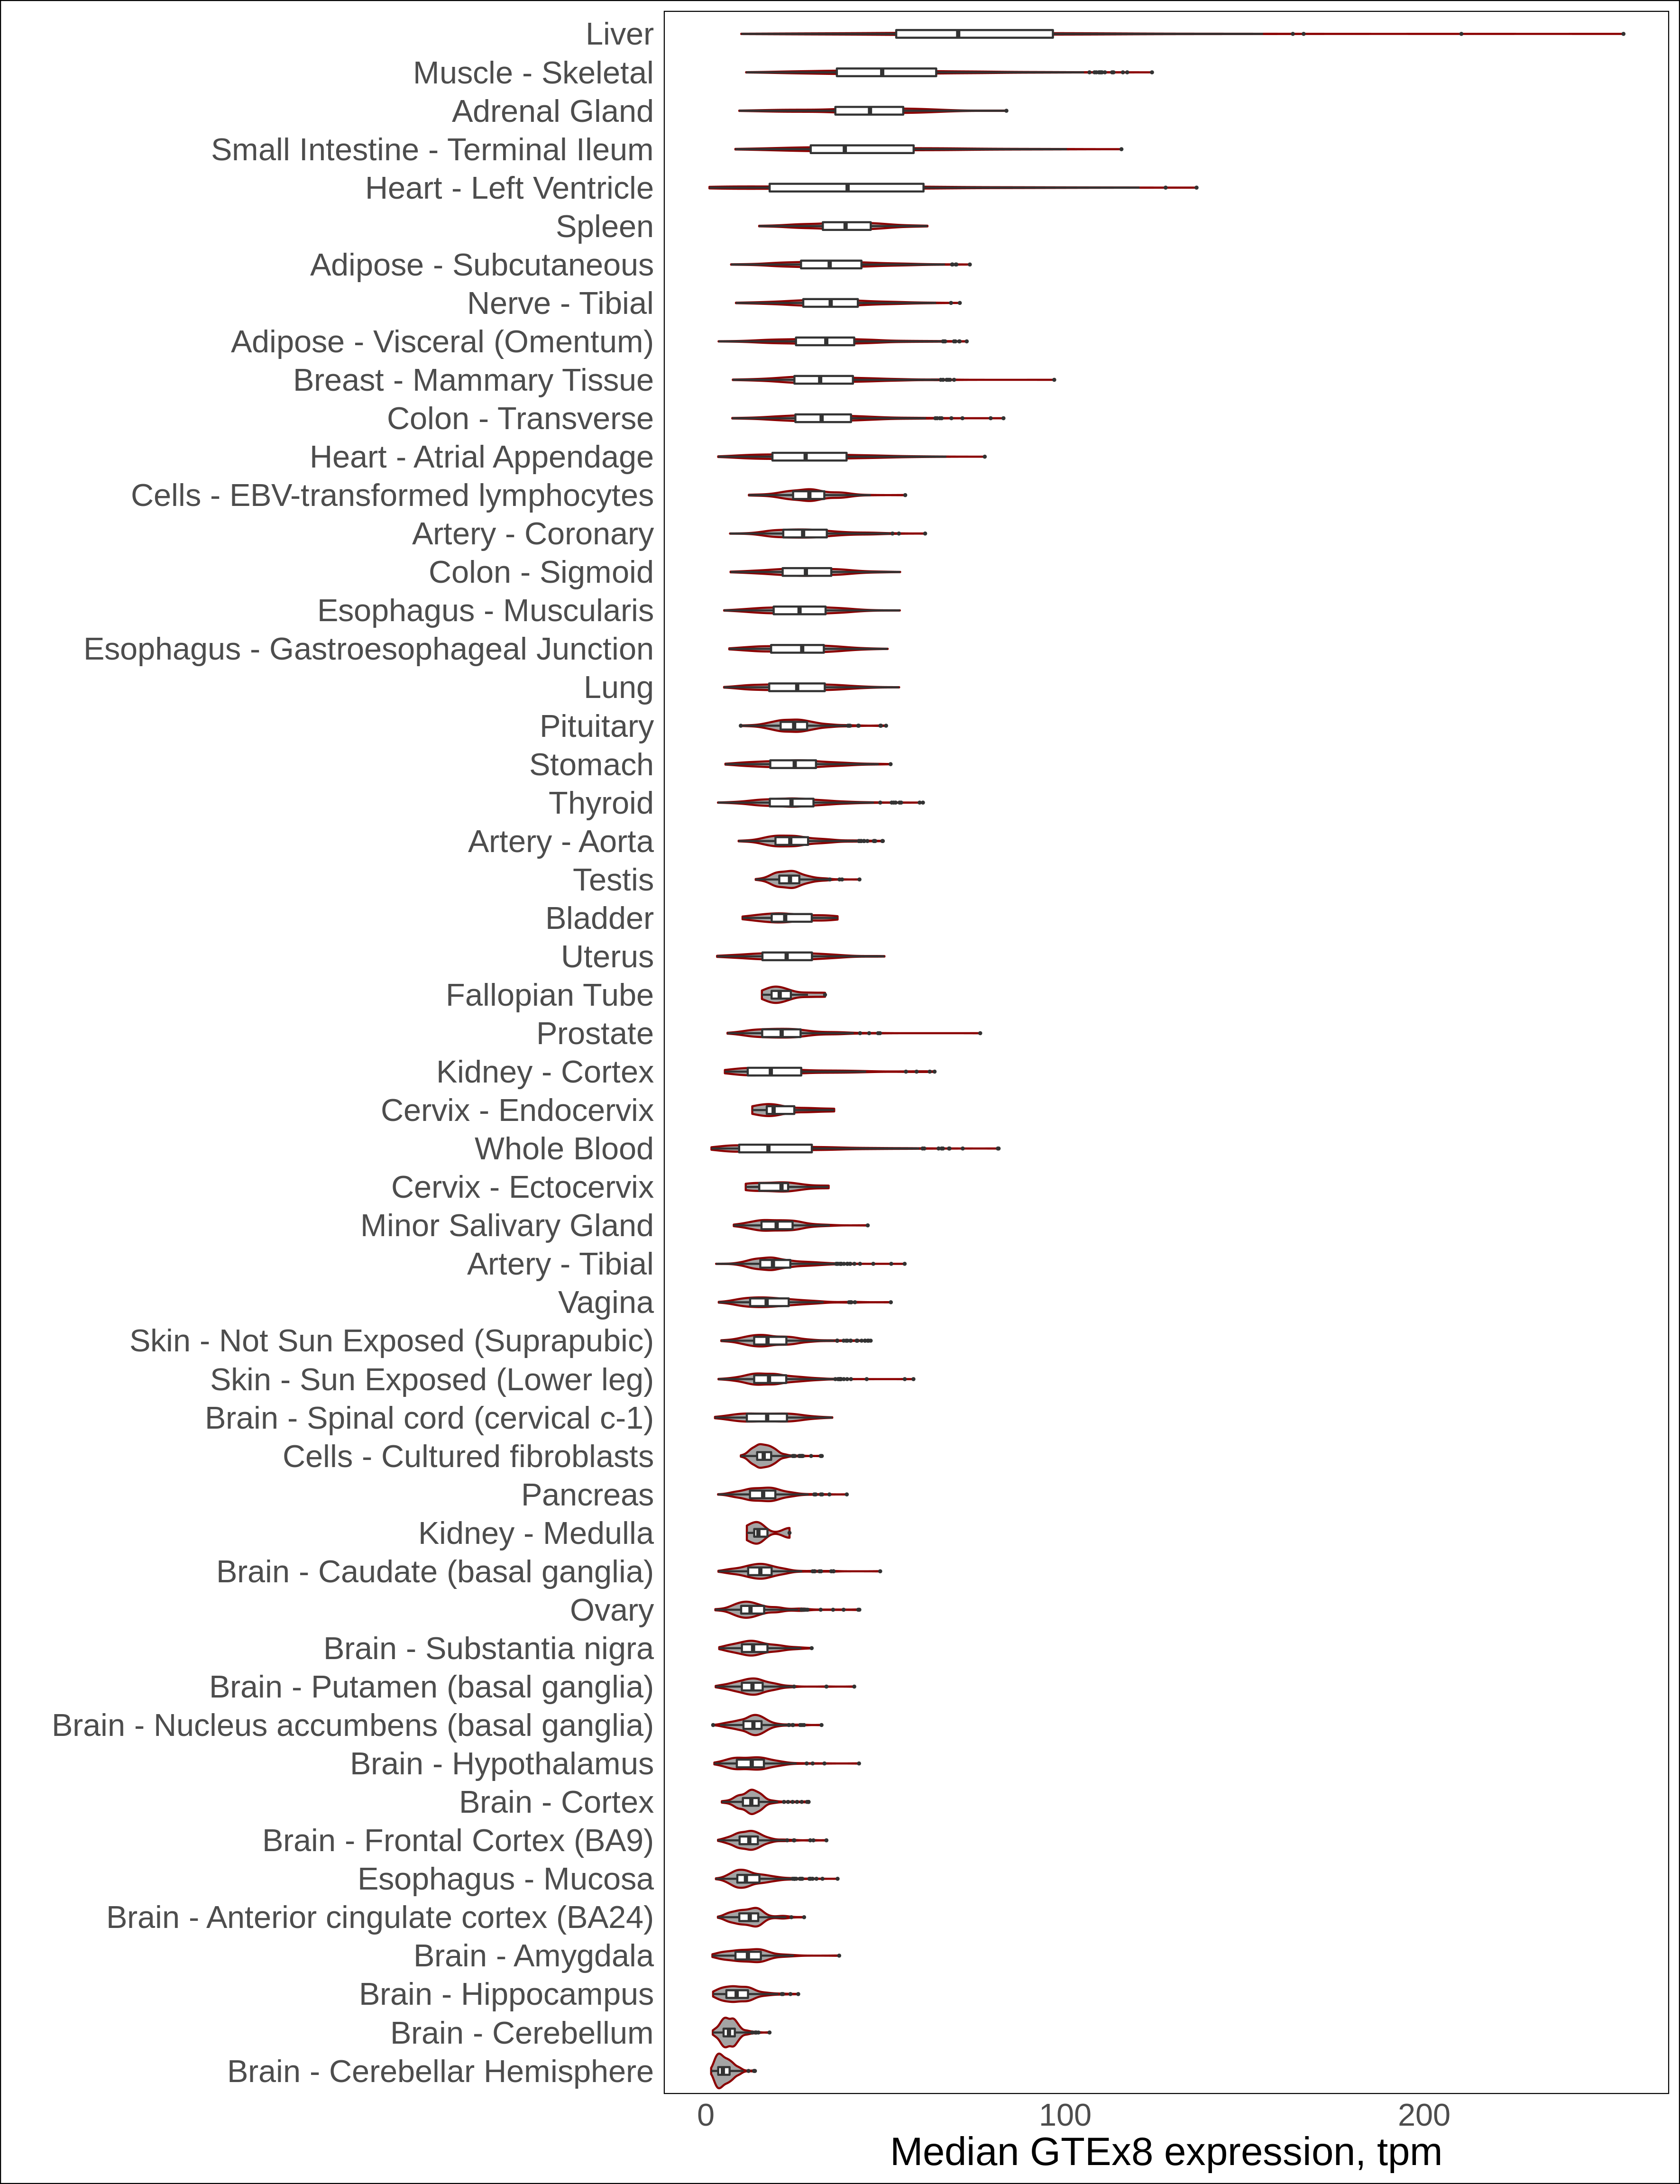 Liver
Muscle - Skeletal
Adrenal Gland
Small Intestine - Terminal Ileum
Heart - Left Ventricle
Spleen
Adipose - Subcutaneous
Nerve - Tibial
Adipose - Visceral (Omentum)
Breast - Mammary Tissue
Colon - Transverse
Heart - Atrial Appendage
Cells - EBV-transformed lymphocytes
Artery - Coronary
Colon - Sigmoid
Esophagus - Muscularis
Esophagus - Gastroesophageal Junction
Lung
Pituitary
Stomach
Thyroid
Artery - Aorta
Testis
Bladder
Uterus
Fallopian Tube
Prostate
Kidney - Cortex
Cervix - Endocervix
Whole Blood
Cervix - Ectocervix
Minor Salivary Gland
Artery - Tibial
Vagina
Skin - Not Sun Exposed (Suprapubic)
Skin - Sun Exposed (Lower leg)
Brain - Spinal cord (cervical c-1)
Cells - Cultured fibroblasts
Pancreas
Kidney - Medulla
Brain - Caudate (basal ganglia)
Ovary
Brain - Substantia nigra
Brain - Putamen (basal ganglia)
Brain - Nucleus accumbens (basal ganglia)
Brain - Hypothalamus
Brain - Cortex
Brain - Frontal Cortex (BA9)
Esophagus - Mucosa
Brain - Anterior cingulate cortex (BA24)
Brain - Amygdala
Brain - Hippocampus
Brain - Cerebellum
Brain - Cerebellar Hemisphere
0 100 200
Median GTEx8 expression, tpm